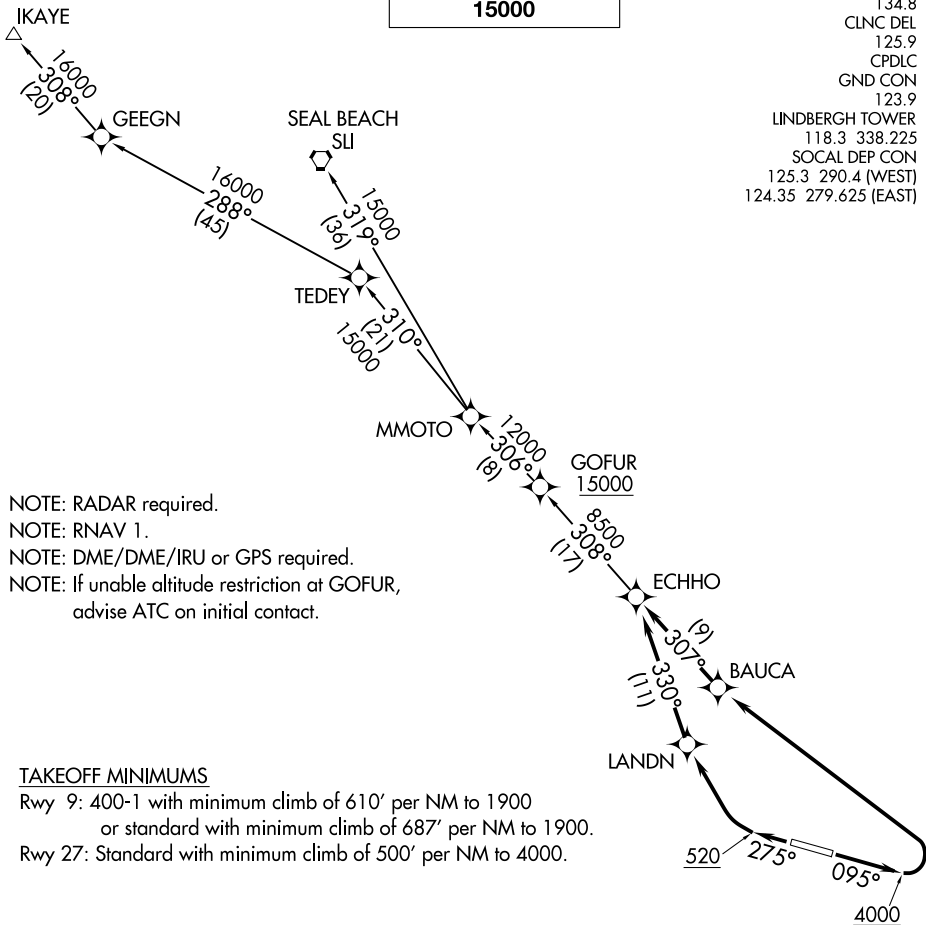 15000
134.8
CLNC DEL
125.9
CPDLC
GND CON
123.9
LINDBERGH TOWER
118.3 338.225
SOCAL DEP CON
125.3 290.4 (WEST)
124.35 279.625 (EAST)
IKAYE
16000
308°
(20)
GEEGN
SEAL BEACH
SLI
16000
288°
(45)
15000
319°
(36)
TEDEY
310°
(21)
15000
MMOTO
12000
306°
(8)
GOFUR
15000
8500
308°
(17)
ECHHO
(9)
307°
BAUCA
330°
(11)
LANDN
NOTE: RADAR required.
NOTE: RNAV 1.
NOTE: DME/DME/IRU or GPS required.
NOTE: If unable altitude restriction at GOFUR,
advise ATC on initial contact.
TAKEOFF MINIMUMS
Rwy 9: 400-1 with minimum climb of 610' per NM to 1900
or standard with minimum climb of 687' per NM to 1900.
Rwy 27: Standard with minimum climb of 500' per NM to 4000.
520
275°
095°
4000